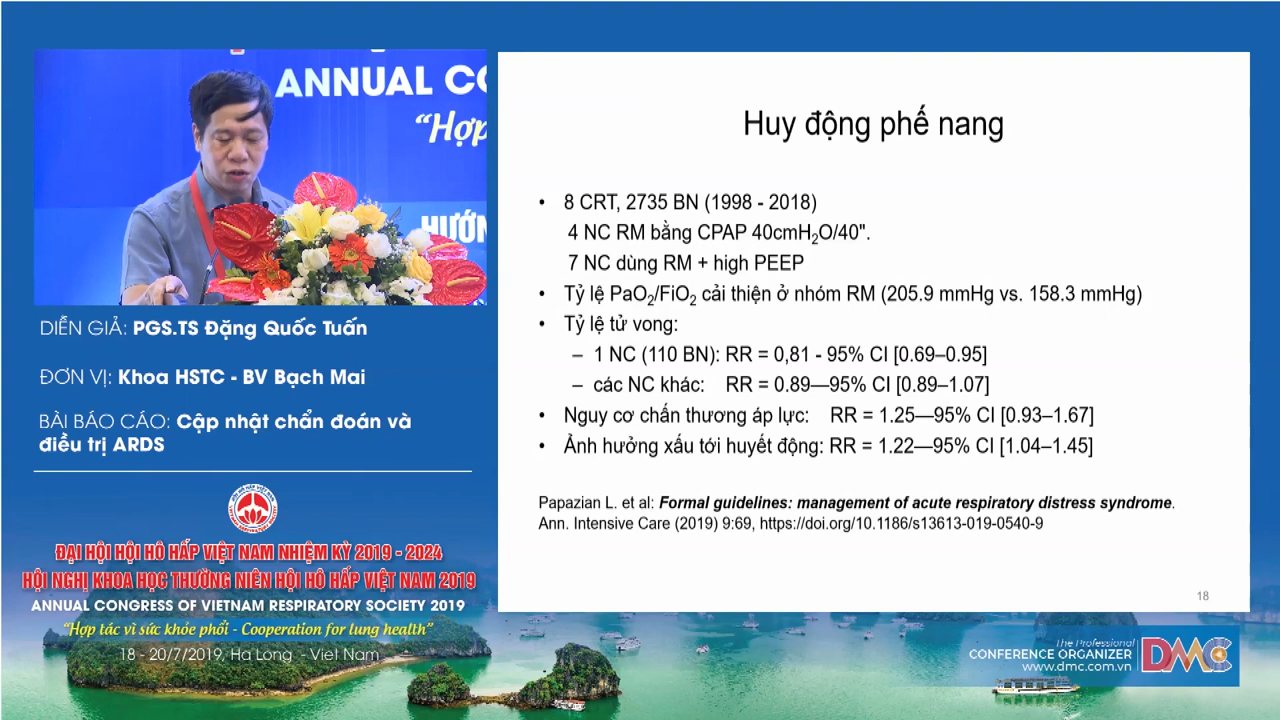 ANNUAL CO
“Hợp
HƯỚN
DIỄN GIẢ: PGS.TS Đặng Quốc Tuấn
ĐƠN VỊ: Khoa HSTC - BV Bạch Mai
BÀI BÁO CÁO: Cập nhật chẩn đoán và
điều trị ARDS
ĐẠI HỘI HỘI HÔ HẤP VIỆT NAM NHIỆM KỲ 2019 - 2024
HỘI NGHỊ KHOA HỌC THƯỜNG NIÊN HỘI HÔ HẤP VIỆT NAM 2019
ANNUAL CONGRESS OF VIETNAM RESPIRATORY SOCIETY 2019
“Hợp tác vì sức khỏe phổi - Cooperation for lung health”
18 - 20/7/2019, Ha Long - Viet Nam
Huy động phế nang
• 8 CRT, 2735 BN (1998 - 2018)
4 NC RM bằng CPAP 40cmH₂O/40".
7 NC dùng RM + high PEEP
• Tỷ lệ PaO₂/FiO₂ cải thiện ở nhóm RM (205.9 mmHg vs. 158.3 mmHg)
• Tỷ lệ tử vong:
– 1 NC (110 BN): RR = 0,81 - 95% CI [0.69–0.95]
– các NC khác: RR = 0.89—95% CI [0.89–1.07]
• Nguy cơ chấn thương áp lực: RR = 1.25—95% CI [0.93–1.67]
• Ảnh hưởng xấu tới huyết động: RR = 1.22—95% CI [1.04–1.45]
Papazian L. et al: Formal guidelines: management of acute respiratory distress syndrome.
Ann. Intensive Care (2019) 9:69, https://doi.org/10.1186/s13613-019-0540-9
18
The Professional
CONFERENCE ORGANIZER
www.dmc.com.vn
DMC